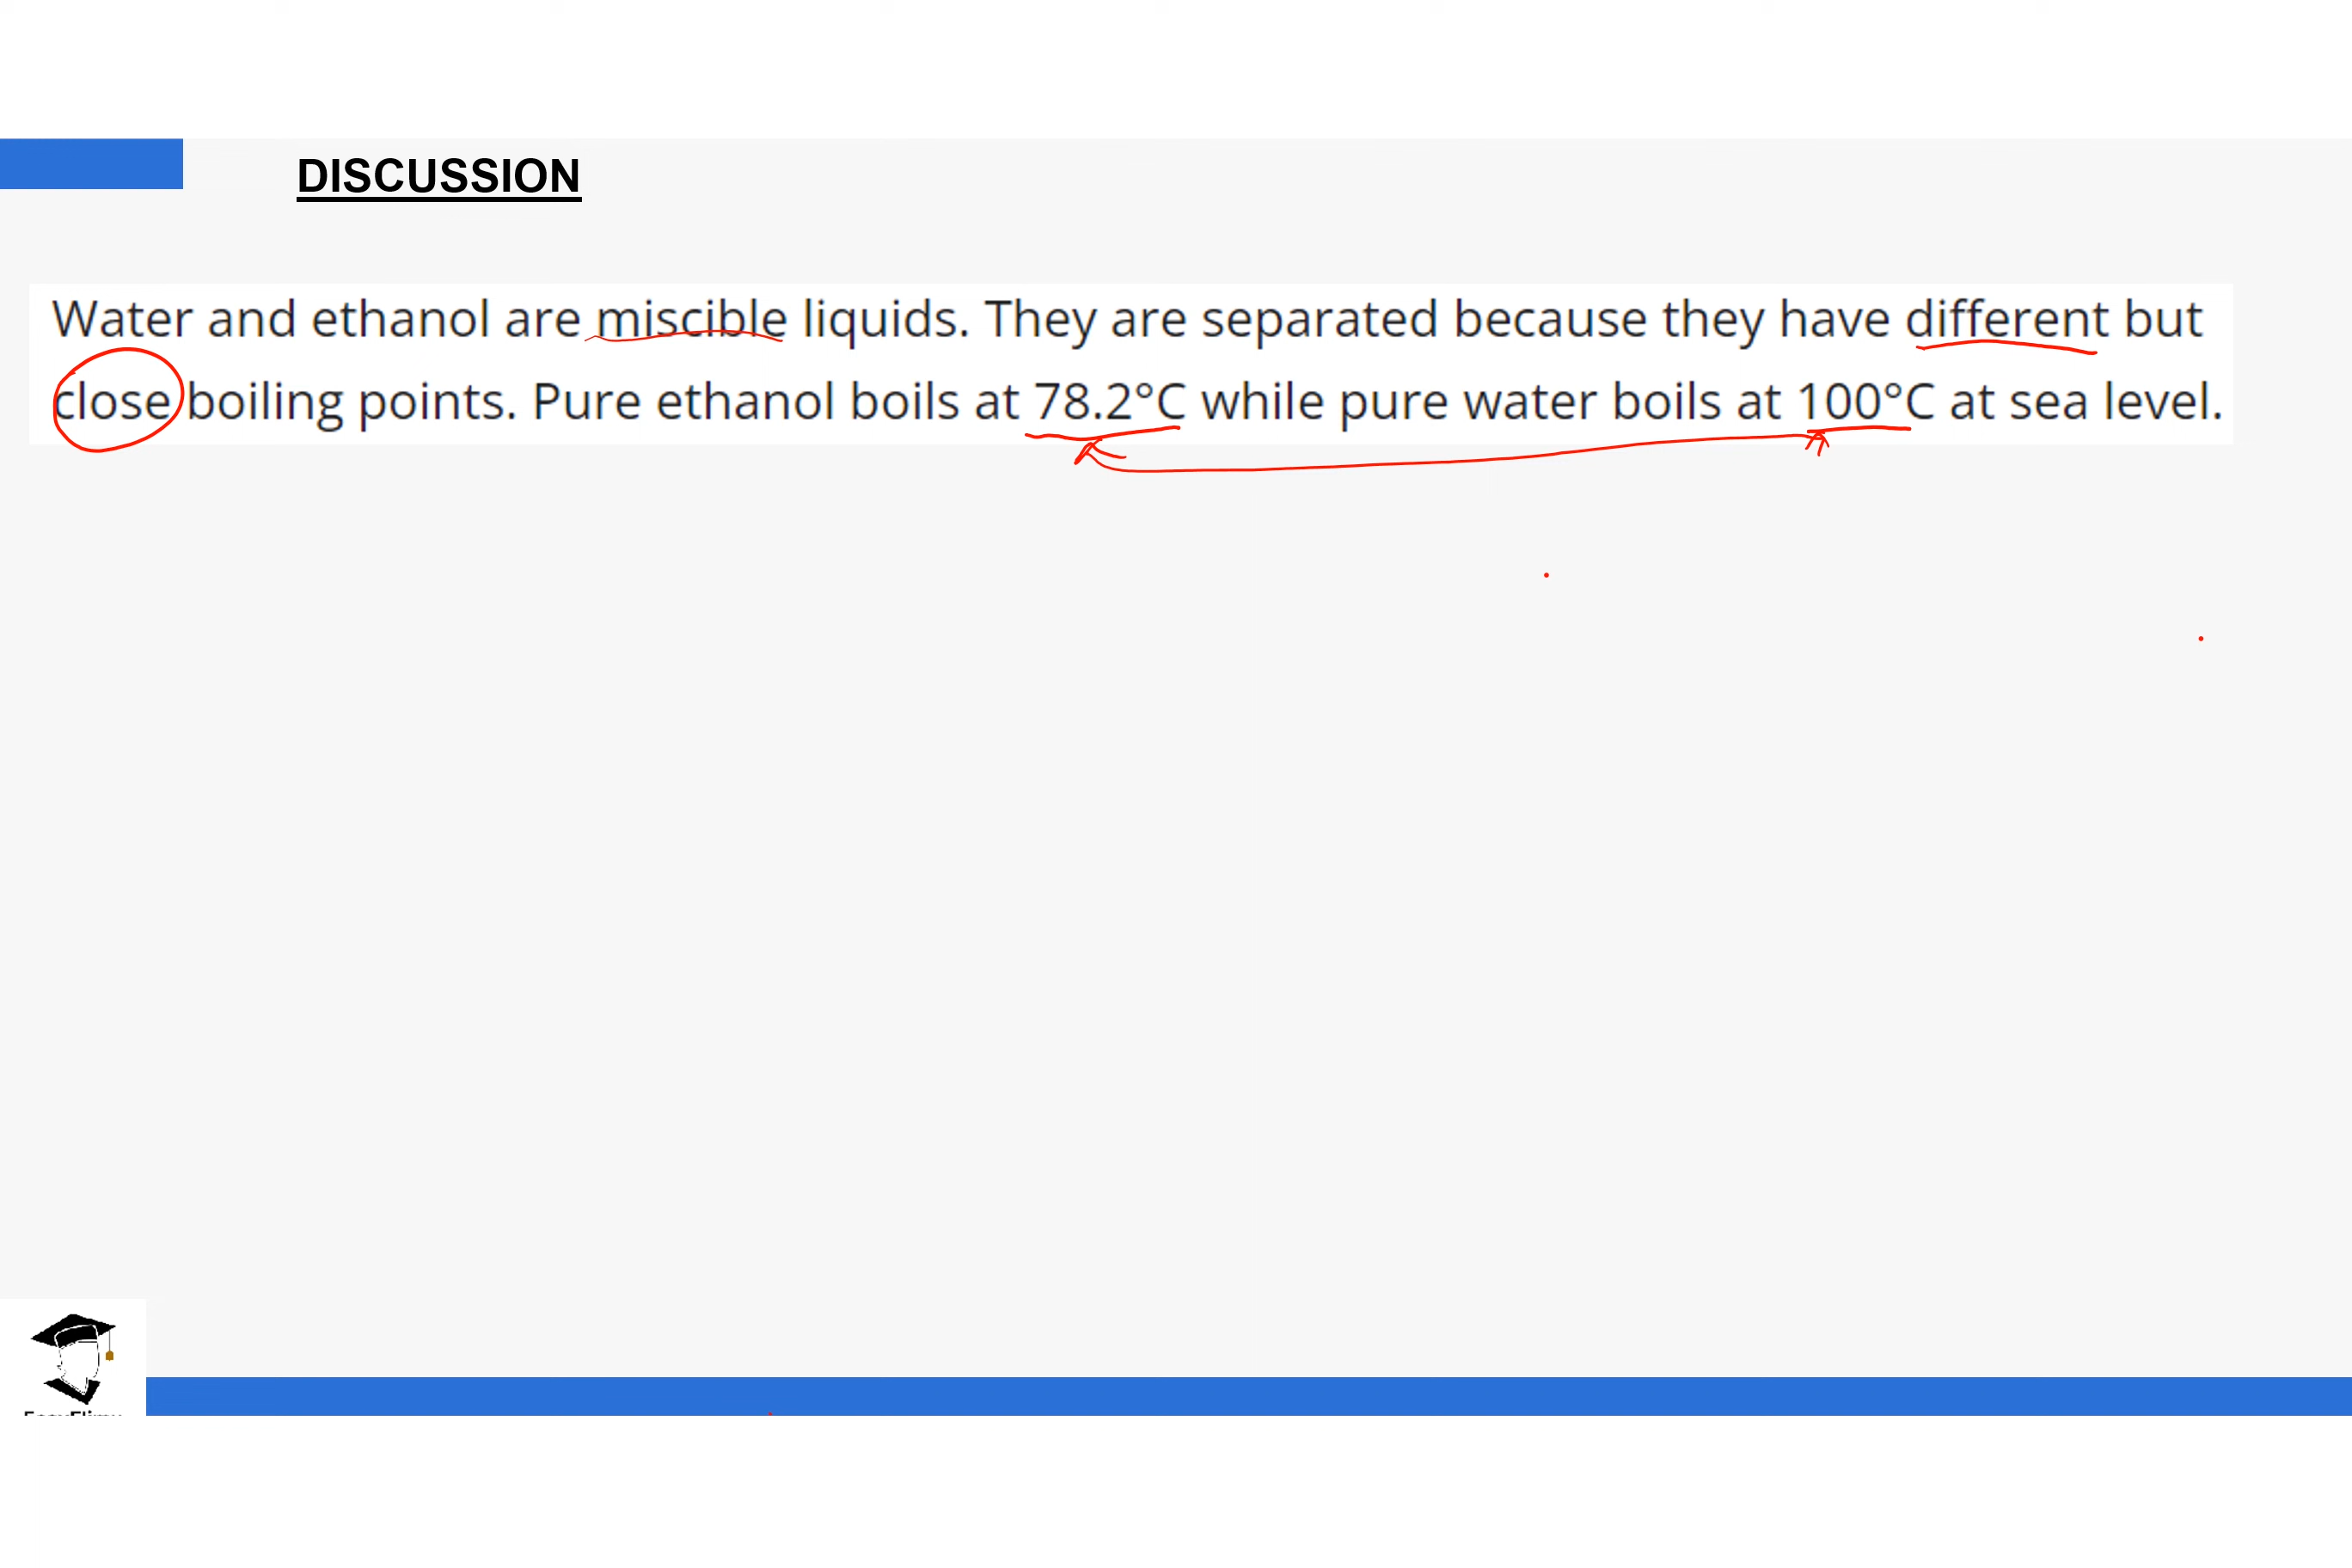 DISCUSSION
Water and ethanol are miscible liquids. They are separated because they have different but
close boiling points. Pure ethanol boils at 78.2°C while pure water boils at 100°C at sea level.